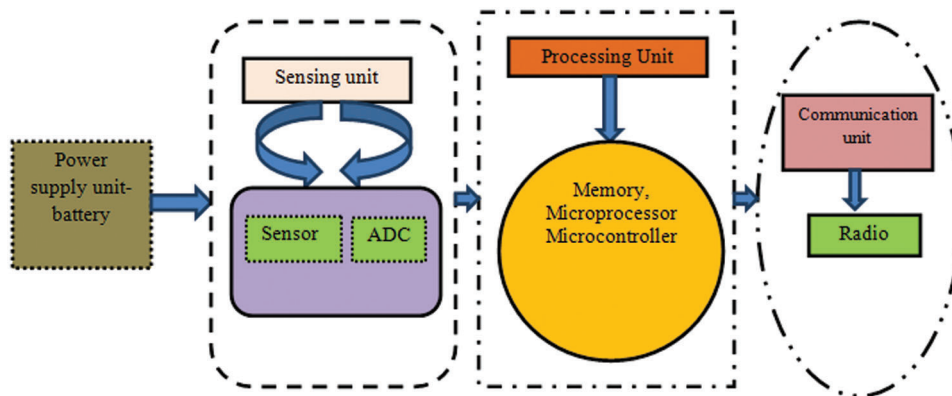 Power
supply unit-
battery
Sensing unit
Sensor
ADC
Processing Unit
Memory,
Microprocessor
Microcontroller
Communication
unit
Radio